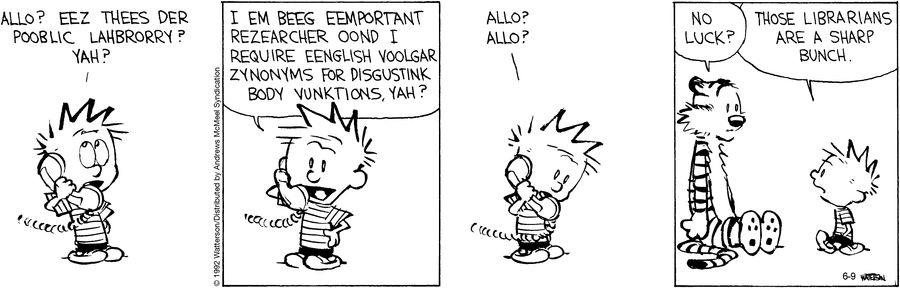 ALLO? EEZ THEES DER
POOBLIC LAHBRORRY?
YAH?
I EM BEEG EEMPORTANT
REZEARCHER OOND I
REQUIRE EENGLISH VOOLGAR
ZYNONYMS FOR DISGUSTINK
BODY VUNKTIONS, YAH?
© 1992 Watterson/Distributed by Andrews McMeel Syndication
ALLO?
ALLO?
NO
LUCK?
THOSE LIBRARIANS
ARE A SHARP
BUNCH.
6-9 WATTERSON